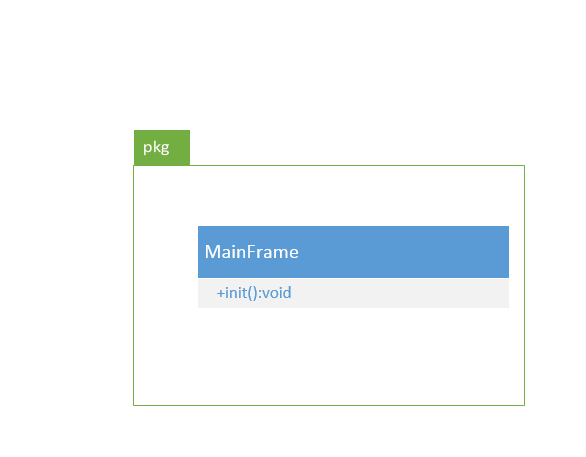 pkg
MainFrame
+init():void